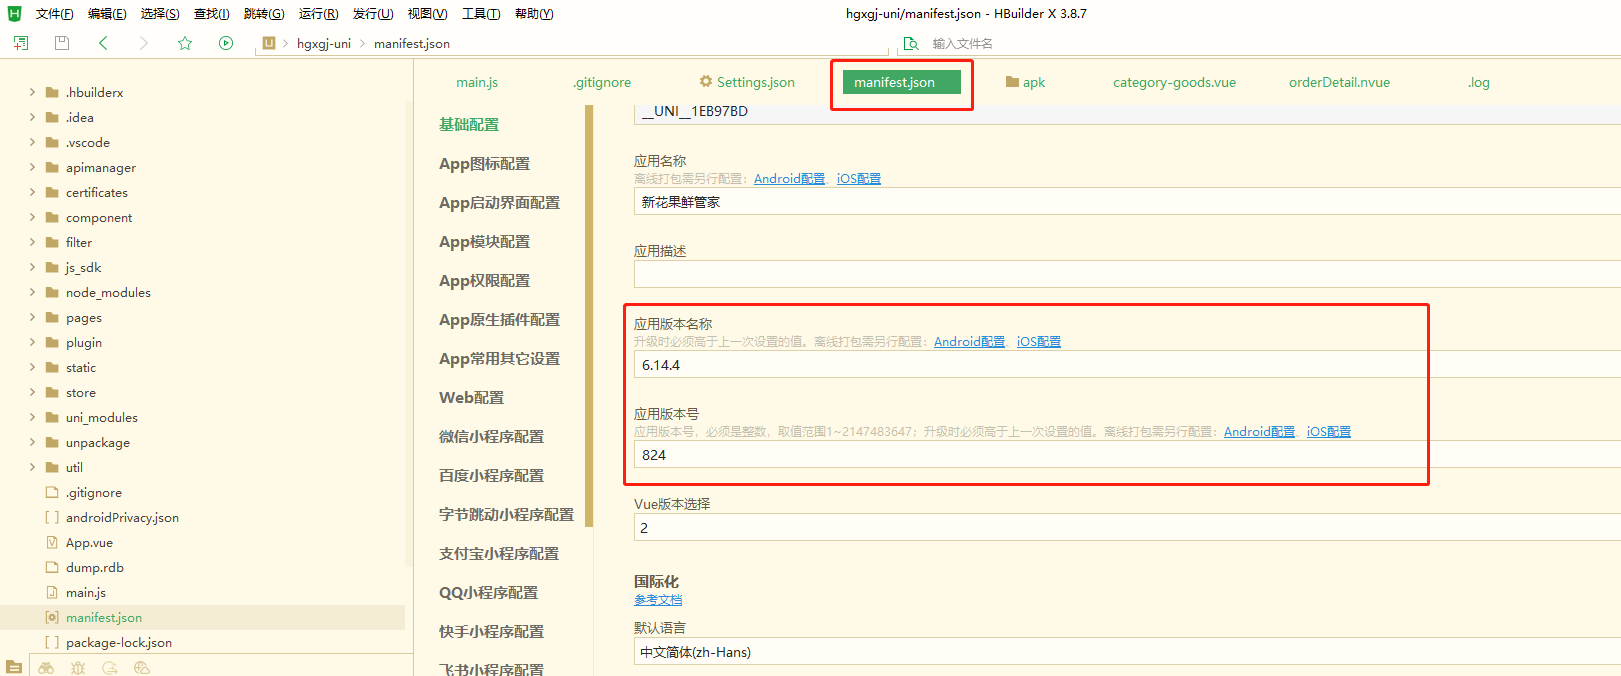 文件(F) 编辑(E) 选择(S) 查找(I) 跳转(G) 运行(R) 发行(U) 视图(V) 工具(T) 帮助(Y) hgxgj-uni/manifest.json - HBuilder X 3.8.7
hgxgj-uni manifest.json 输入文件名
main.js .gitignore Settings.json manifest.json apk category-goods.vue orderDetail.nvue .log
.hbuilderx
.idea
.vscode
apimanager
certificates
component
filter
js_sdk
node_modules
pages
plugin
static
store
uni_modules
unpackage
util
.gitignore
androidPrivacy.json
App.vue
dump.rdb
main.js
manifest.json
package-lock.json
基础配置
App图标配置
App启动界面配置
App模块配置
App权限配置
App原生插件配置
App常用其它设置
Web配置
微信小程序配置
百度小程序配置
字节跳动小程序配置
支付宝小程序配置
QQ小程序配置
快手小程序配置
飞书小程序配置
__UNI__1EB97BD
应用名称
离线打包需另行配置：Android配置、iOS配置
新花果鲜管家
应用描述
应用版本名称
升级时必须高于上一次设置的值。离线打包需另行配置：Android配置、iOS配置
6.14.4
应用版本号
应用版本号，必须是整数，取值范围1~2147483647；升级时必须高于上一次设置的值。离线打包需另行配置：Android配置、iOS配置
824
Vue版本选择
2
国际化
参考文档
默认语言
中文简体(zh-Hans)